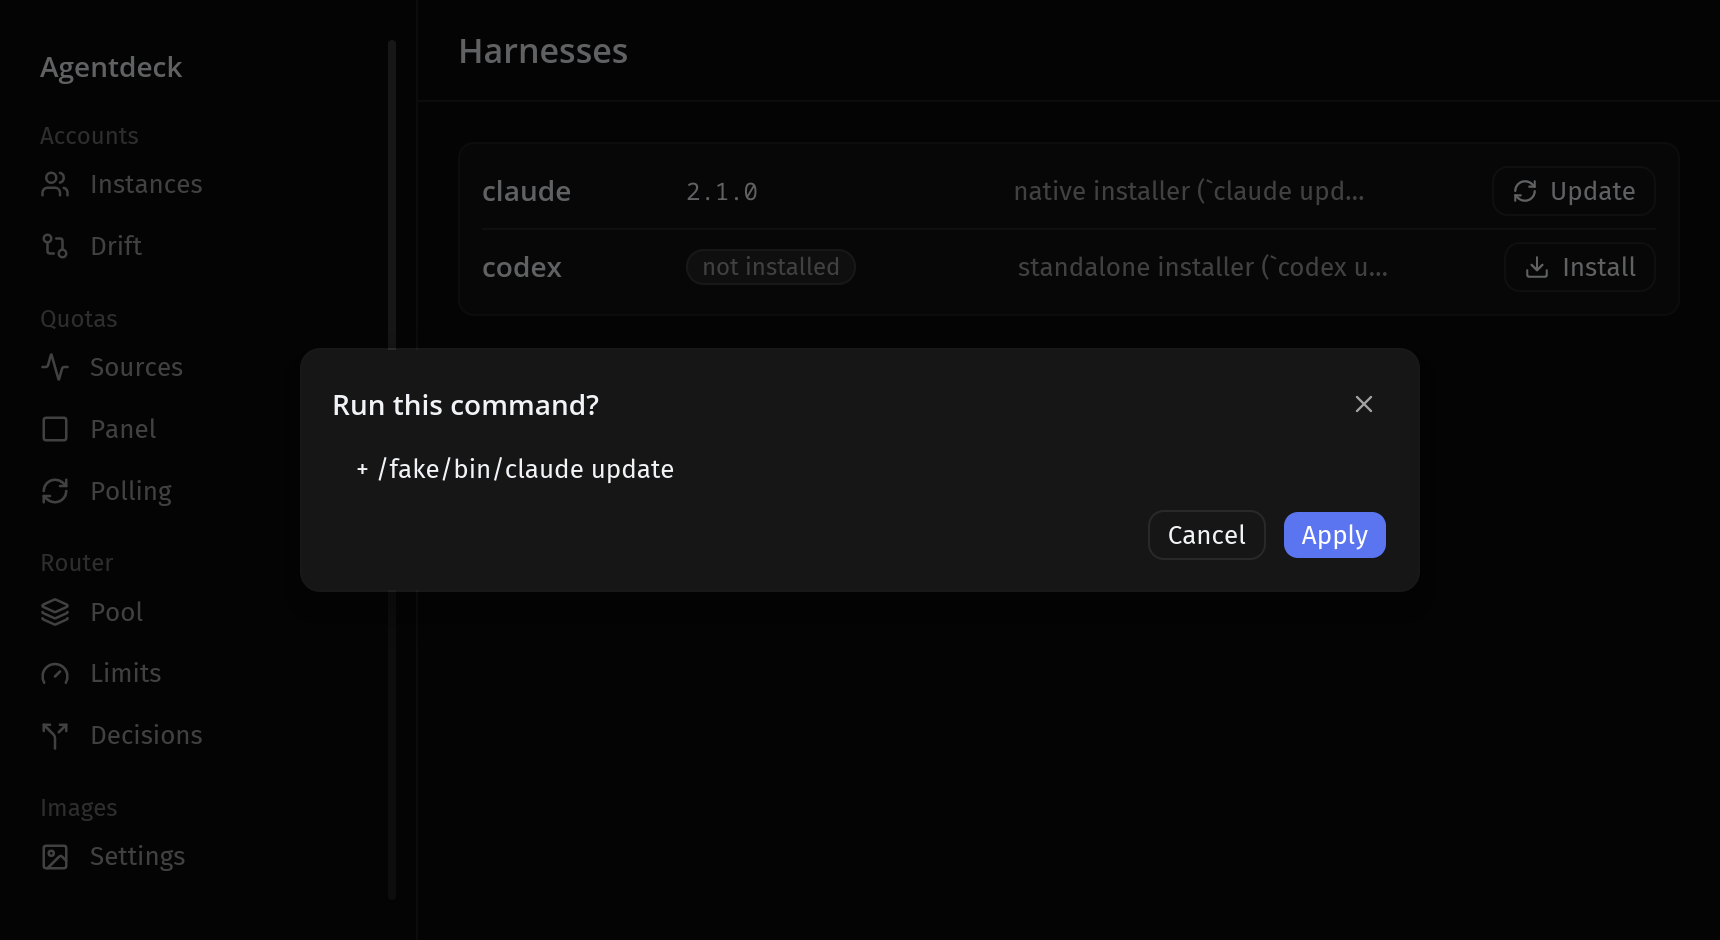 Agentdeck
Accounts
Instances
Drift
Quotas
Sources
Panel
Polling
Router
Pool
Limits
Decisions
Images
Settings
Harnesses
claude 2.1.0 native installer (`claude upd... Update
codex not installed standalone installer (`codex u... Install
Run this command?
+ /fake/bin/claude update
Cancel Apply